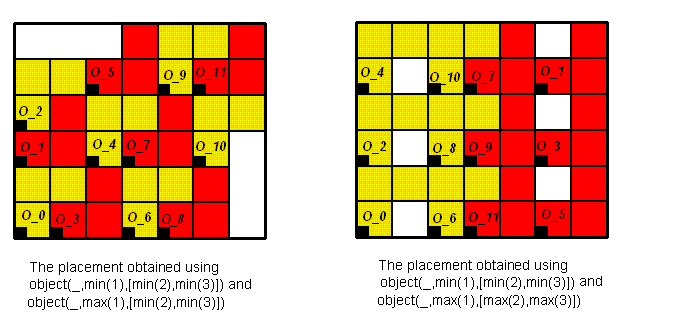 O_5 O_9 O_11
O_2
O_1 O_4 O_7 O_10
O_0 O_3 O_6 O_8
The placement obtained using
object(_,min(1),[min(2),min(3)]) and
object(_,max(1),[min(2),min(3)])
O_4 O_10 O_7 O_1
O_2 O_8 O_9 O_3
O_0 O_6 O_11 O_5
The placement obtained using
object(_,min(1),[min(2),min(3)]) and
object(_,max(1),[max(2),max(3)])